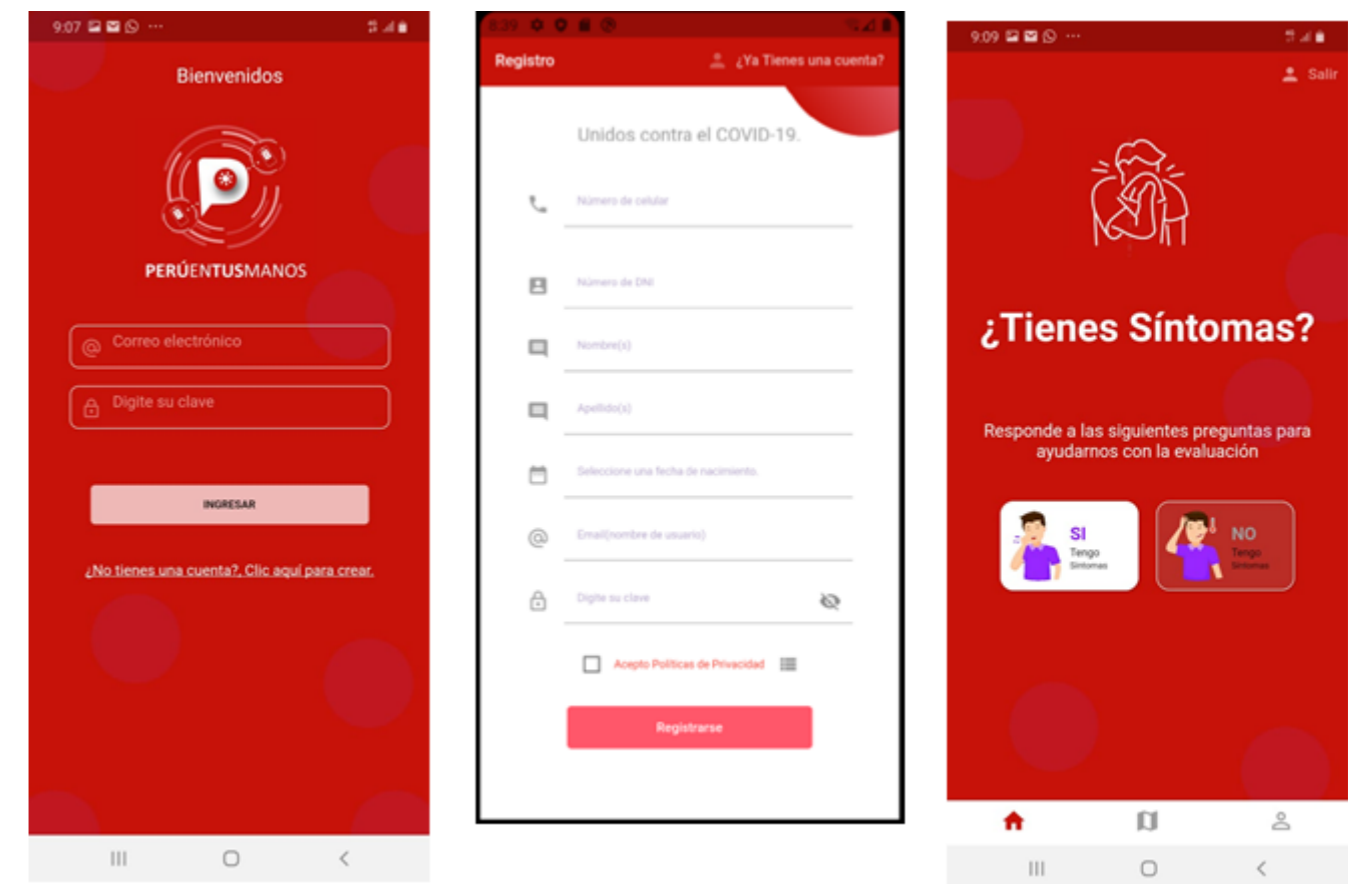 9:07
Bienvenidos
PERÚENTUSMANOS
Correo electrónico
Digite su clave
INGRESAR
¿No tienes una cuenta?, Clic aquí para crear.
8:39
Registro
¿Ya Tienes una cuenta?
Unidos contra el COVID-19.
Número de celular
Número de DNI
Nombre(s)
Apellido(s)
Seleccione una fecha de nacimiento.
Email(nombre de usuario)
Digite su clave
Acepto Políticas de Privacidad
Registrarse
9:09
Salir
¿Tienes Síntomas?
Responde a las siguientes preguntas para
ayudarnos con la evaluación
SI
Tengo
Síntomas
NO
Tengo
Síntomas